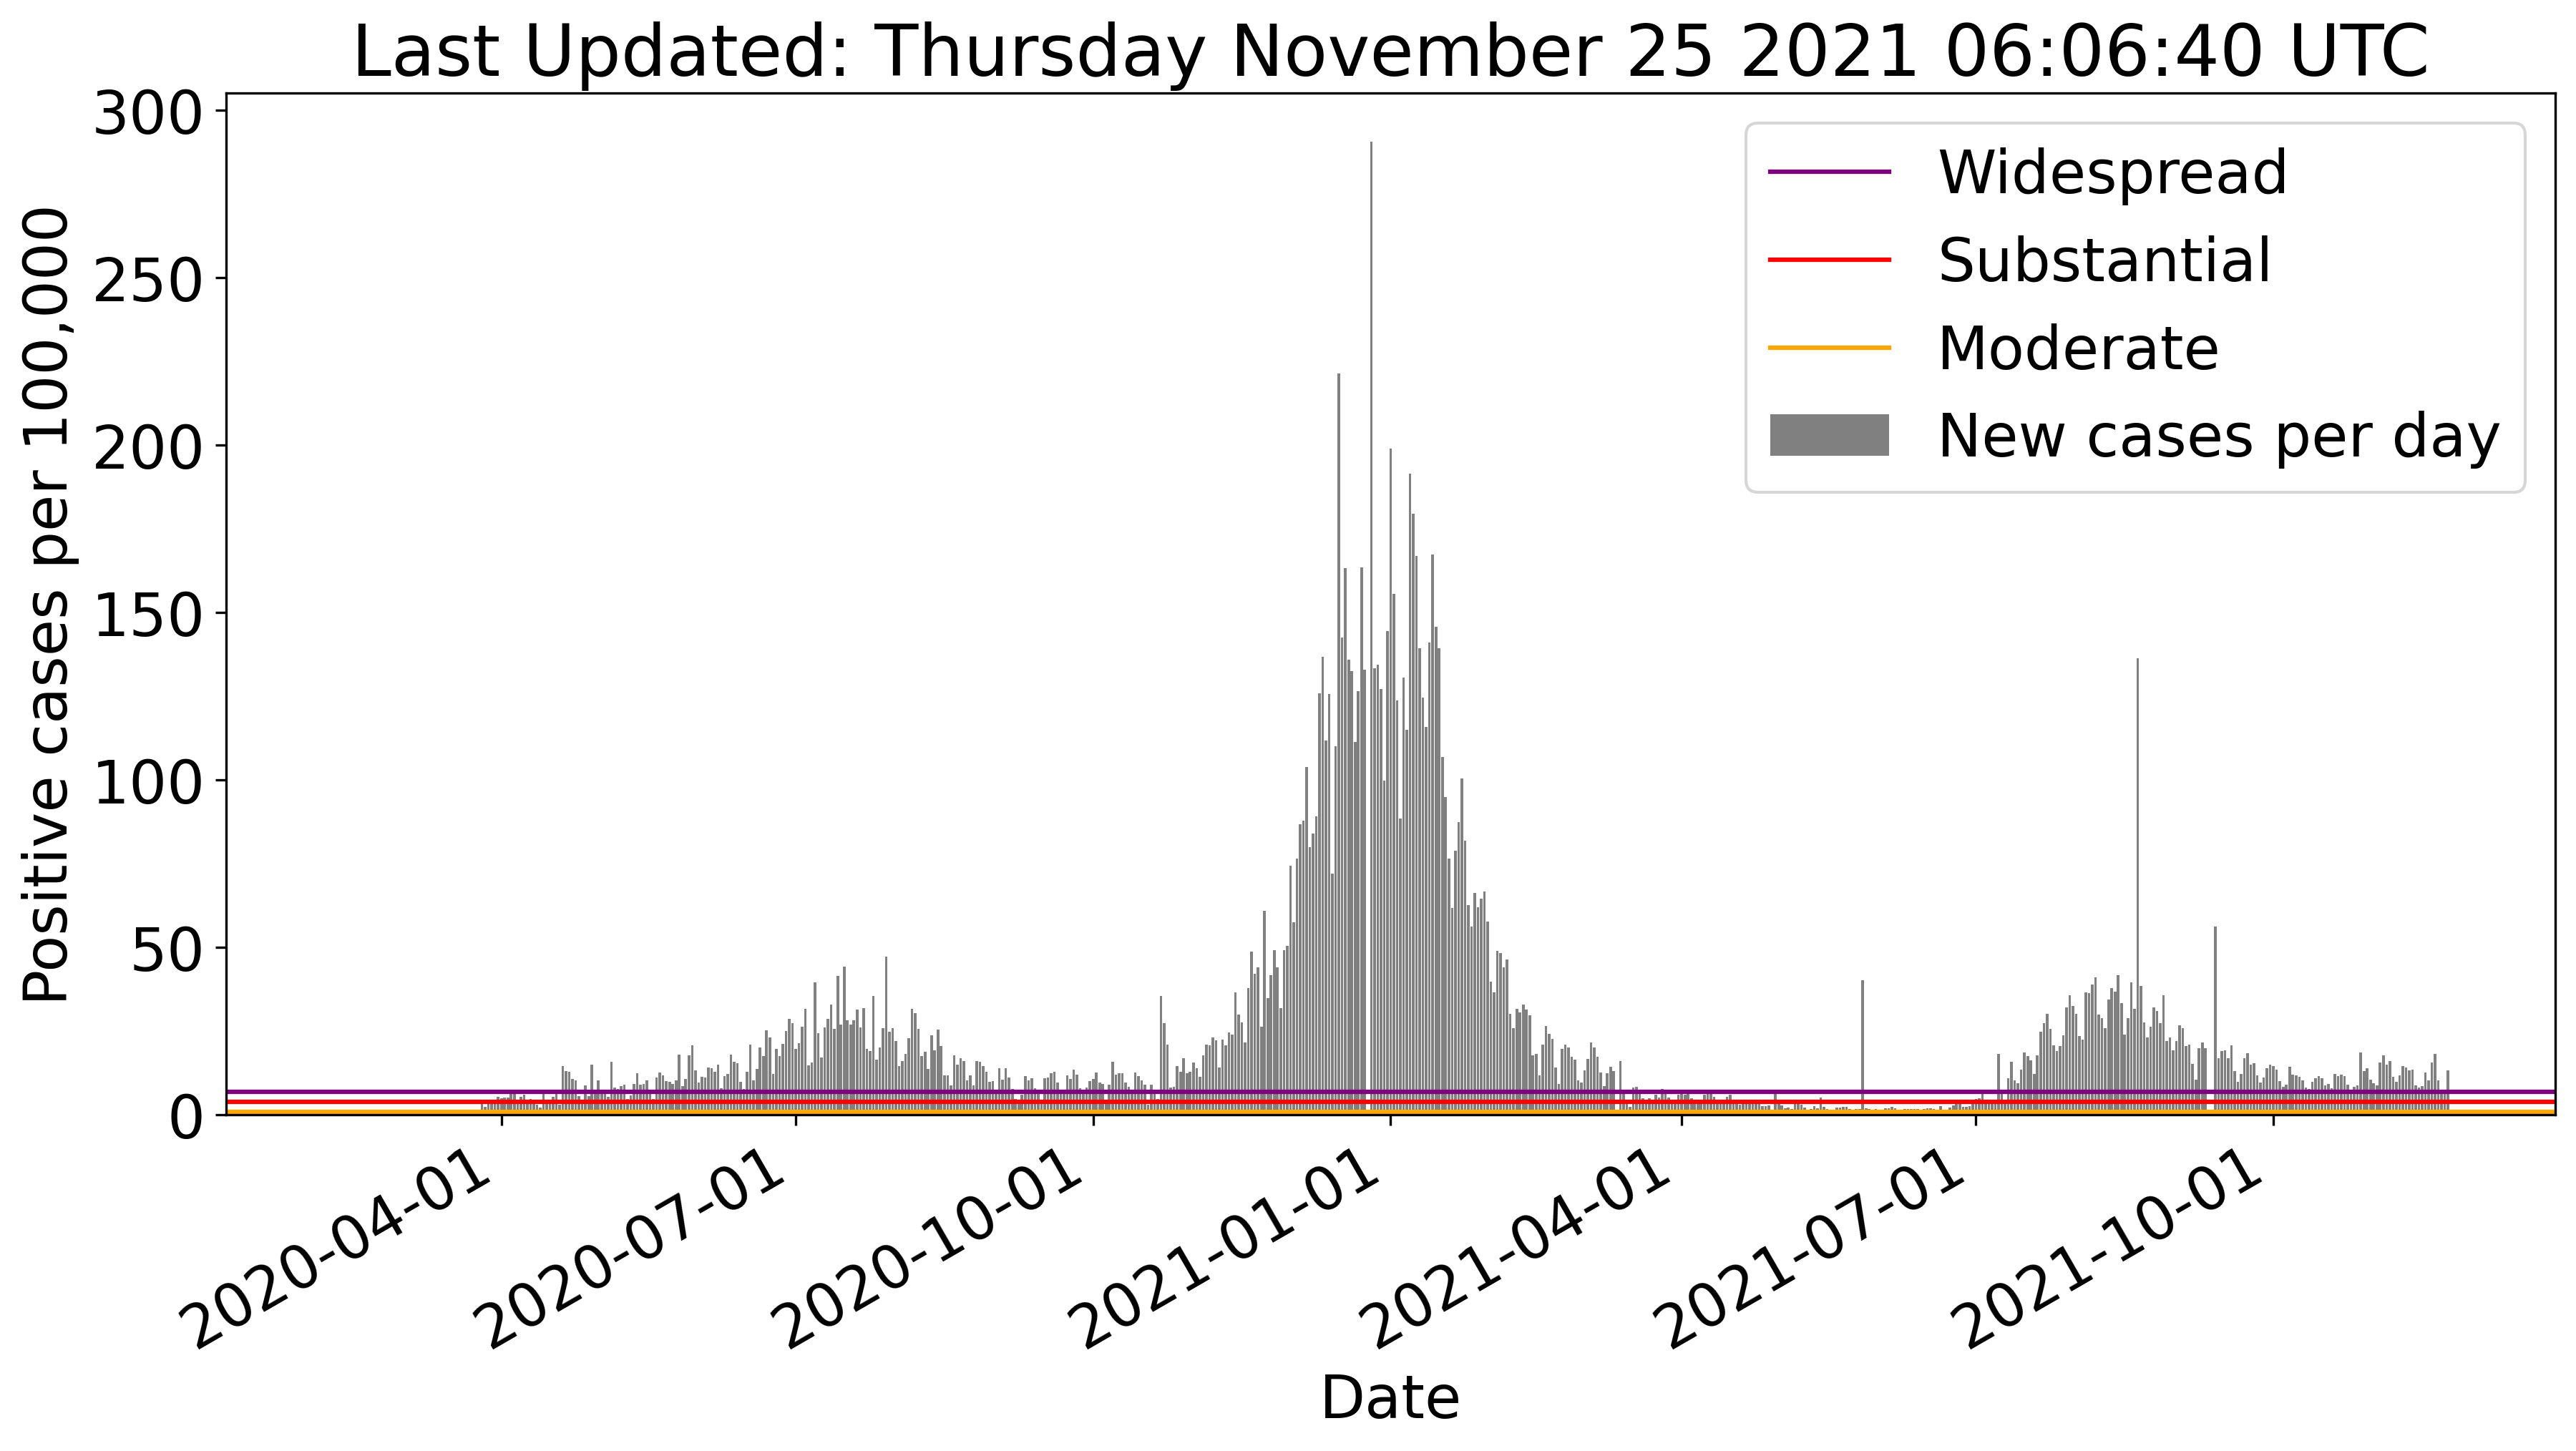 Last Updated: Thursday November 25 2021 06:06:40 UTC
Positive cases per 100,000
300
250
200
150
100
50
0
Widespread
Substantial
Moderate
New cases per day
2020-04-01
2020-07-01
2020-10-01
2021-01-01
2021-04-01
2021-07-01
2021-10-01
Date